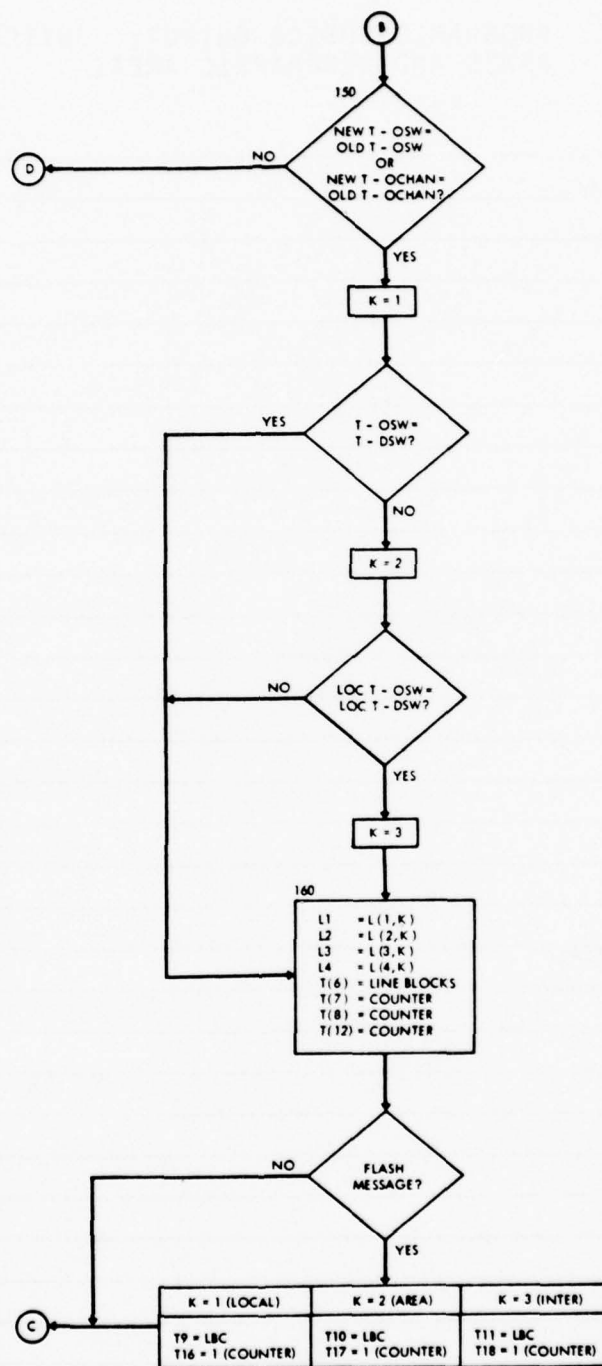 B
150
NEW T - OSW=
OLD T - OSW
OR
NEW T - OCHAN=
OLD T - OCHAN?
NO
D
YES
K = 1
YES
T - OSW=
T - DSW?
NO
K = 2
NO
LOC T - OSW=
LOC T - DSW?
YES
K = 3
160
L1 = L(1,K)
L2 = L(2,K)
L3 = L(3,K)
L4 = L(4,K)
T(6) = LINE BLOCKS
T(7) = COUNTER
T(8) = COUNTER
T(12) = COUNTER
NO
FLASH
MESSAGE?
YES
C
K = 1 (LOCAL) K = 2 (AREA) K = 3 (INTER)
T9 = LBC T10 = LBC T11 = LBC
T16 = 1 (COUNTER) T17 = 1 (COUNTER) T18 = 1 (COUNTER)